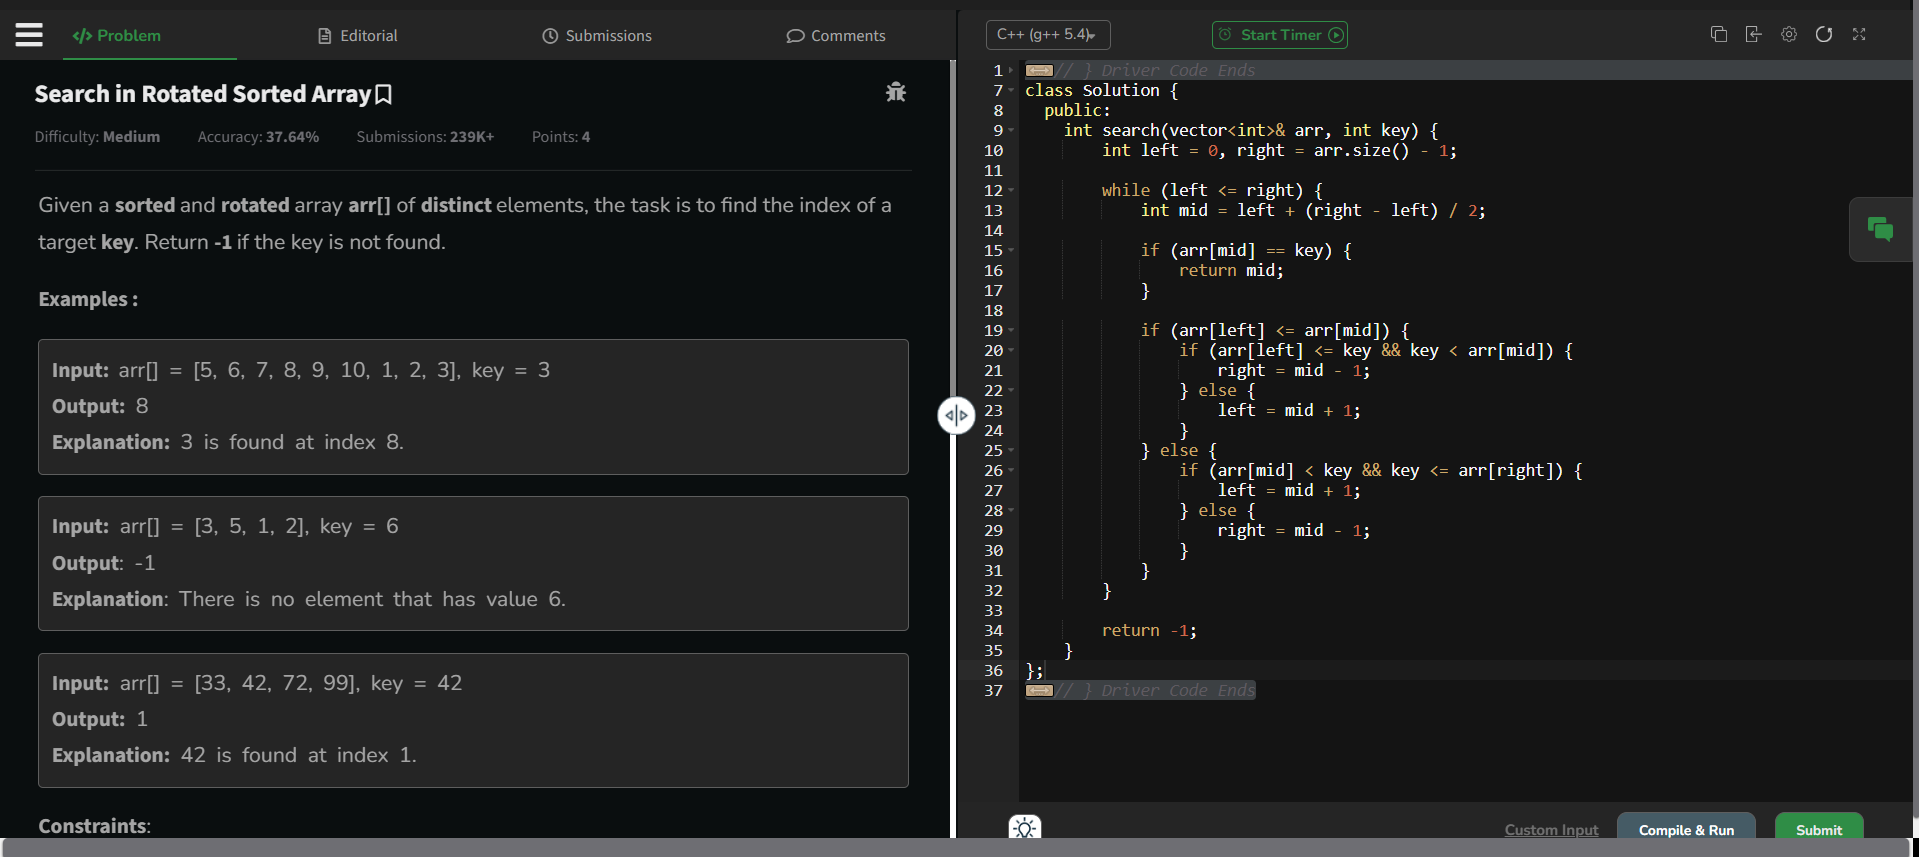 Problem
Editorial
Submissions
Comments
Search in Rotated Sorted Array
Difficulty: Medium Accuracy: 37.64% Submissions: 239K+ Points: 4
Given a sorted and rotated array arr[] of distinct elements, the task is to find the index of a
target key. Return -1 if the key is not found.
Examples :
Input: arr[] = [5, 6, 7, 8, 9, 10, 1, 2, 3], key = 3
Output: 8
Explanation: 3 is found at index 8.
Input: arr[] = [3, 5, 1, 2], key = 6
Output: -1
Explanation: There is no element that has value 6.
Input: arr[] = [33, 42, 72, 99], key = 42
Output: 1
Explanation: 42 is found at index 1.
Constraints:
C++ (g++ 5.4)
Start Timer
1 // } Driver Code Ends
7 class Solution {
8   public:
9     int search(vector<int>& arr, int key) {
10         int left = 0, right = arr.size() - 1;
11
12         while (left <= right) {
13             int mid = left + (right - left) / 2;
14
15             if (arr[mid] == key) {
16                 return mid;
17             }
18
19             if (arr[left] <= arr[mid]) {
20                 if (arr[left] <= key && key < arr[mid]) {
21                     right = mid - 1;
22                 } else {
23                     left = mid + 1;
24                 }
25             } else {
26                 if (arr[mid] < key && key <= arr[right]) {
27                     left = mid + 1;
28                 } else {
29                     right = mid - 1;
30                 }
31             }
32         }
33
34         return -1;
35     }
36 };
37 // } Driver Code Ends
Custom Input
Compile & Run
Submit